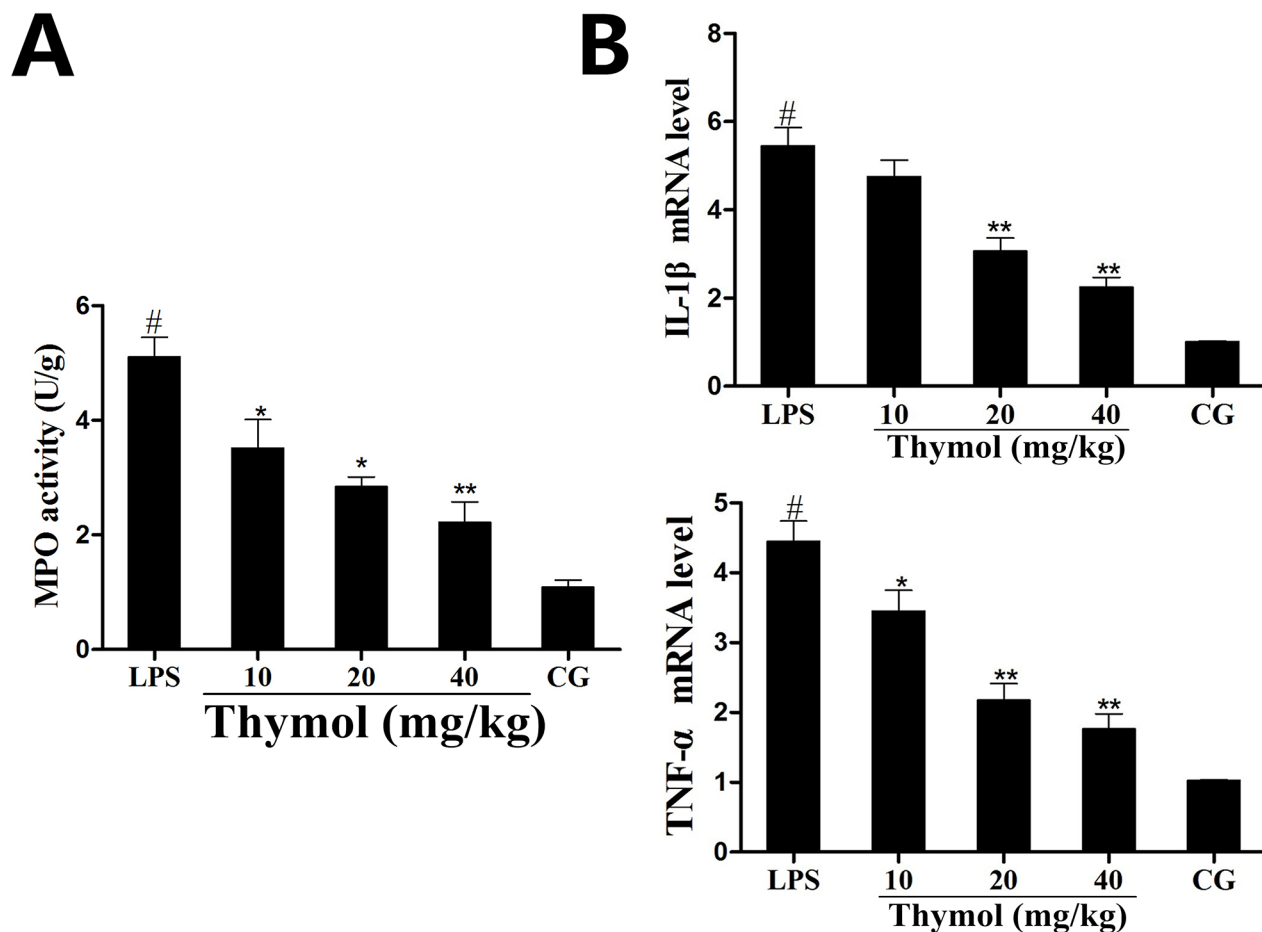 A
6
4
2
0
MPO activity (U/g)
#
*
*
**
LPS 10 20 40 CG
Thymol (mg/kg)
B
8
6
4
2
0
IL-1β mRNA level
#
**
**
LPS 10 20 40 CG
Thymol (mg/kg)
5
4
3
2
1
0
TNF-α mRNA level
#
*
**
**
LPS 10 20 40 CG
Thymol (mg/kg)